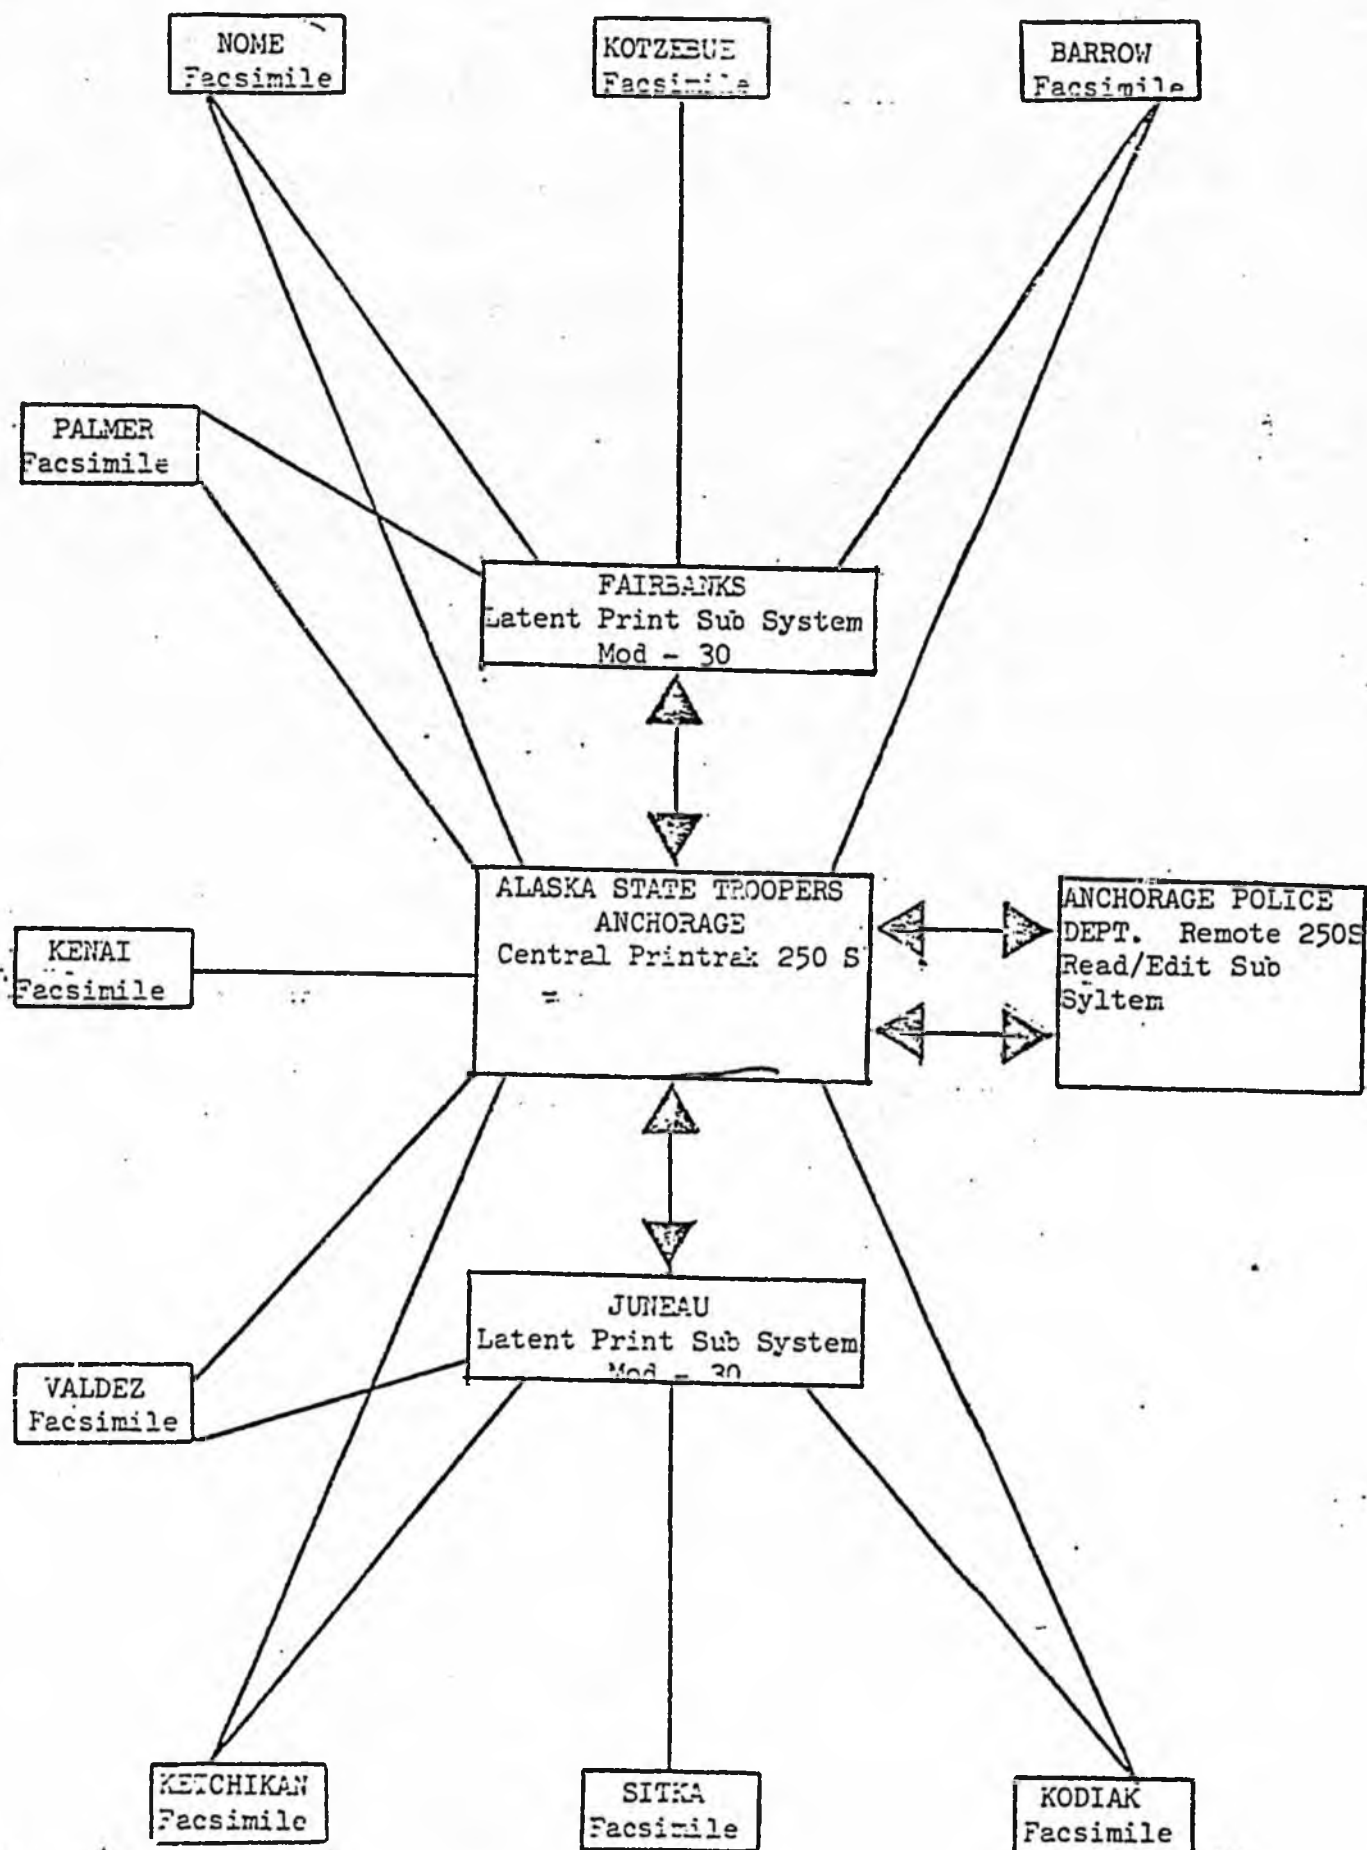 NOME
Facsimile
KOTZEBUE
Facsimile
BARROW
Facsimile
PALMER
Facsimile
FAIRBANKS
Latent Print Sub System
Mod - 30
ALASKA STATE TROOPERS
ANCHORAGE
Central Printrak 250 S
ANCHORAGE POLICE
DEPT. Remote 250S
Read/Edit Sub
Syltem
KENAI
Facsimile
JUNEAU
Latent Print Sub System
Mod - 30
VALDEZ
Facsimile
KETCHIKAN
Facsimile
SITKA
Facsimile
KODIAK
Facsimile